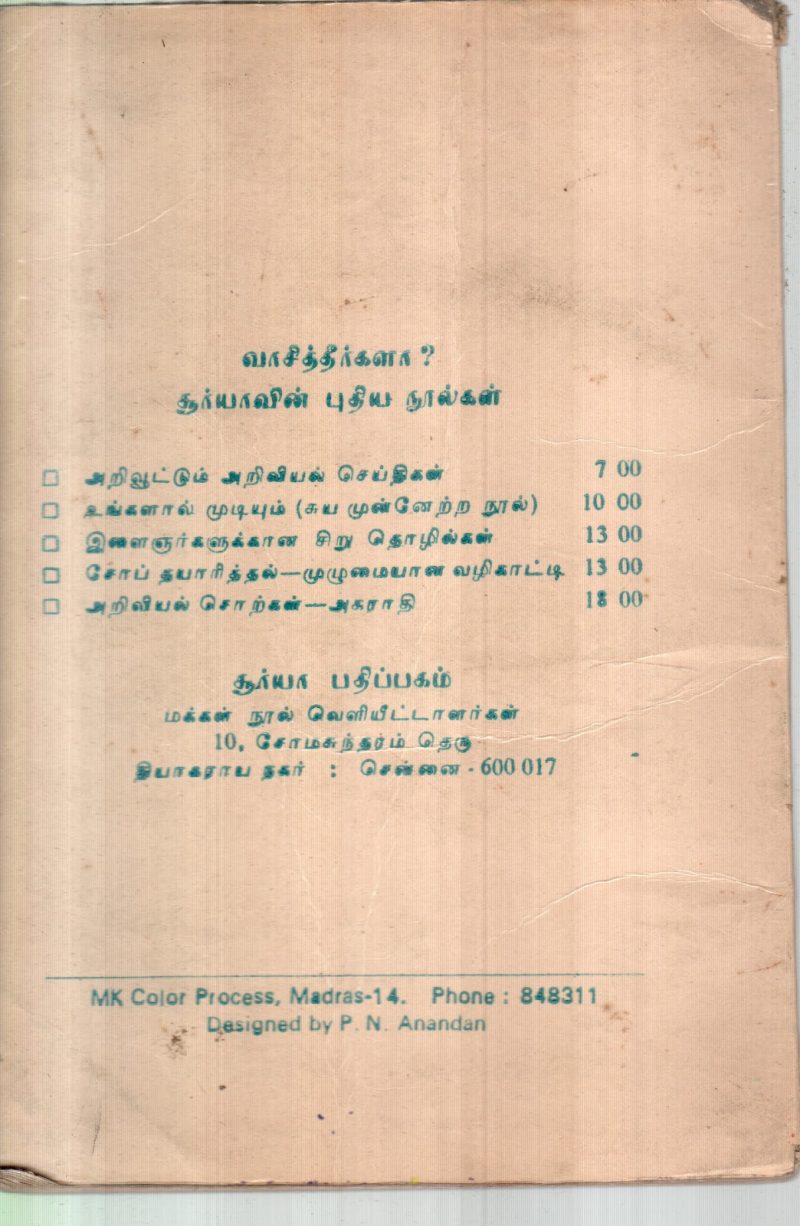 வாசித்தீர்களா ?
சூர்யாவின் புதிய நூல்கள்
☐ அறிவூட்டும் அறிவியல் செய்திகள் 7 00
☐ உங்களால் முடியும் (சுய முன்னேற்ற நூல்) 10 00
☐ இளைஞர்களுக்கான சிறு தொழில்கள் 13 00
☐ சோப் தயாரித்தல்—முழுமையான வழிகாட்டி 13 00
☐ அறிவியல் சொற்கள்—அகராதி 18 00
சூர்யா பதிப்பகம்
மக்கள் நூல் வெளியீட்டாளர்கள்
10, சோமசுந்தரம் தெரு
தியாகராய நகர் : சென்னை - 600 017
MK Color Process, Madras-14. Phone : 848311
Designed by P. N. Anandan